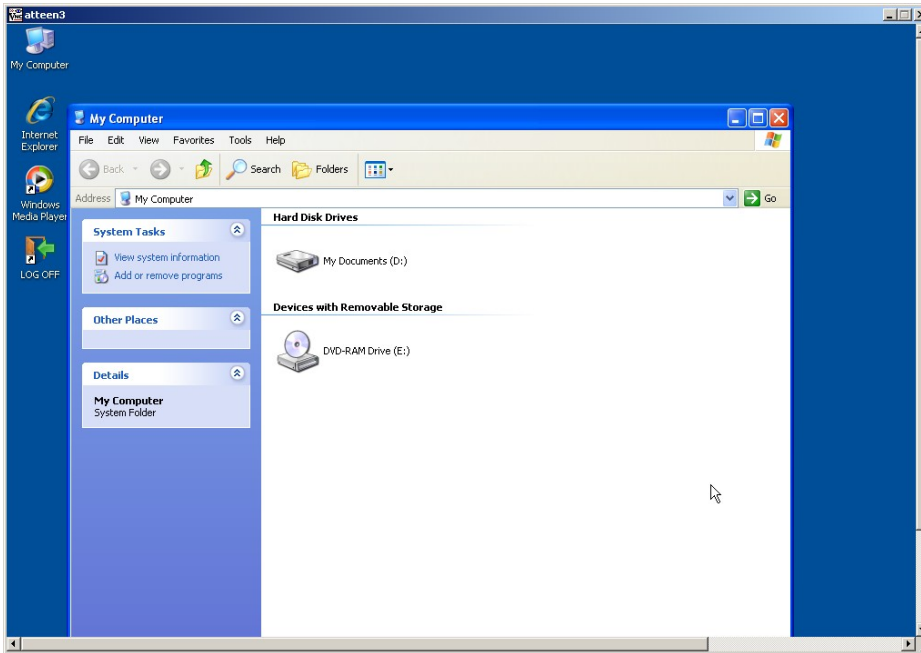 atteen3
My Computer
Internet
Explorer
Windows
Media Player
LOG OFF
My Computer
File Edit View Favorites Tools Help
Back Search Folders
Address My Computer Go
System Tasks
View system information
Add or remove programs
Other Places
Details
My Computer
System Folder
Hard Disk Drives
My Documents (D:)
Devices with Removable Storage
DVD-RAM Drive (E:)